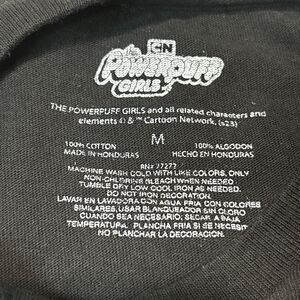 CN
the
POWERPUFF
GIRLS
THE POWERPUFF GIRLS and all related characters and
elements © & ™ Cartoon Network. (s23)
M
100% COTTON 100% ALGODON
MADE IN HONDURAS HECHO EN HONDURAS
RN# 77277
MACHINE WASH COLD WITH LIKE COLORS, ONLY
NON-CHLORINE BLEACH WHEN NEEDED
TUMBLE DRY LOW COOL IRON AS NEEDED.
DO NOT IRON DECORATION
LAVAR EN LAVADORA CON AGUA FRIA CON COLORES
SIMILARES, USAR BLANQUEADOR SIN CLORO
CUANDO SEA NECESARIO; SECAR A BAJA
TEMPERATURA. PLANCHA FRIA SI ES NECESARIO
NO PLANCHAR LA DECORACION.